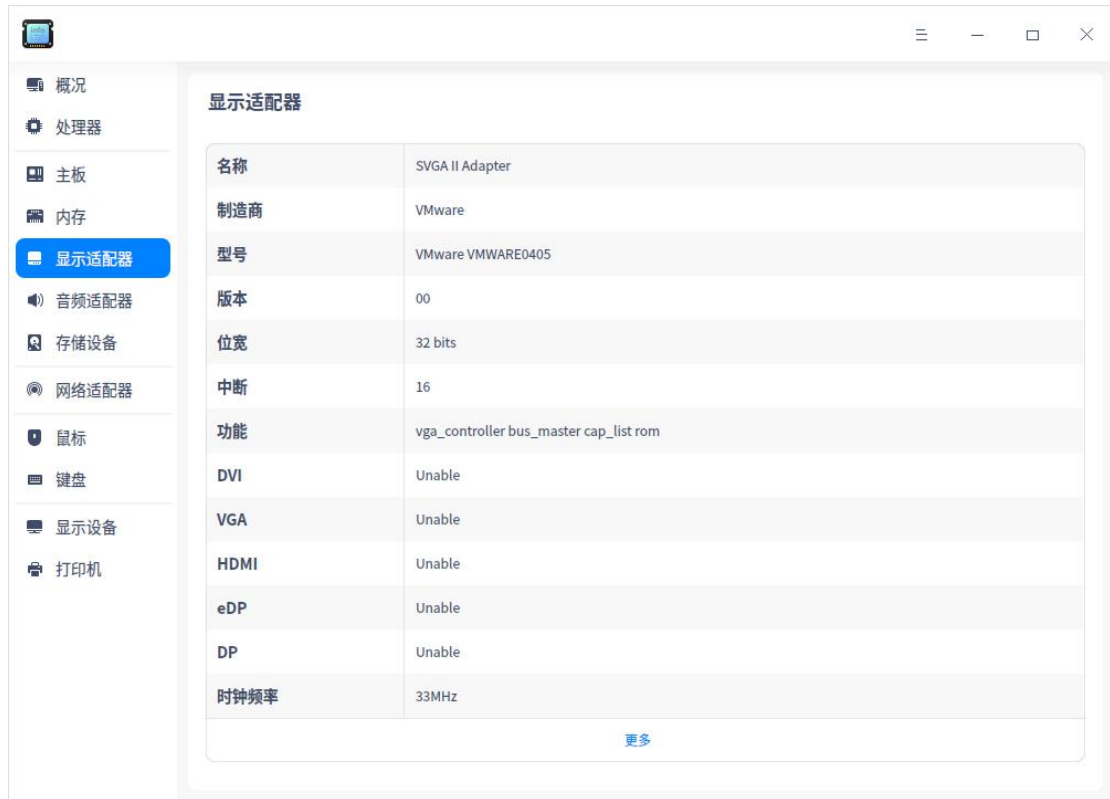 概况
处理器
主板
内存
显示适配器
音频适配器
存储设备
网络适配器
鼠标
键盘
显示设备
打印机
显示适配器
名称 SVGA II Adapter
制造商 VMware
型号 VMware VMWARE0405
版本 00
位宽 32 bits
中断 16
功能 vga_controller bus_master cap_list rom
DVI Unable
VGA Unable
HDMI Unable
eDP Unable
DP Unable
时钟频率 33MHz
更多